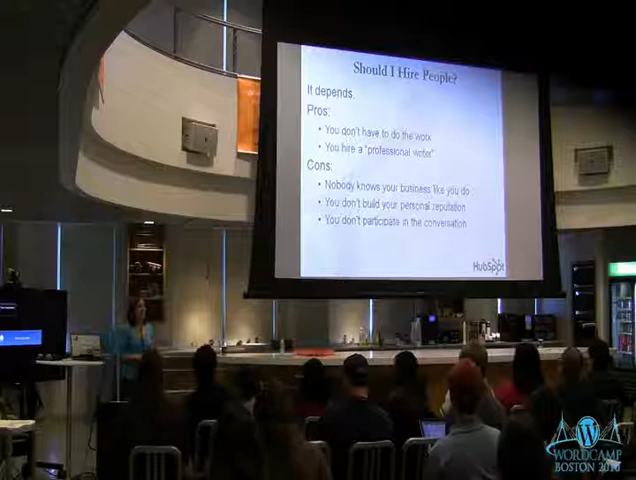 Should I Hire People?
It depends.
Pros:
• You don't have to do the work
• You hire a "professional writer"
Cons:
• Nobody knows your business like you do
• You don't build your personal reputation
• You don't participate in the conversation
HubSpot
WORDCAMP
BOSTON 2010